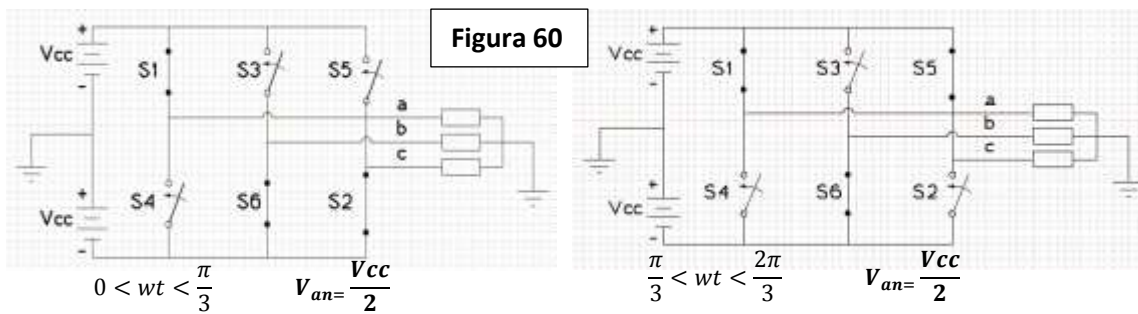 Figura 60
+
Vcc
-
S1
S3
S5
a
b
c
+
Vcc
-
S4
S6
S2
0 < wt < π/3
V_an= Vcc/2
+
Vcc
-
S1
S3
S5
a
b
c
+
Vcc
-
S4
S6
S2
π/3 < wt < 2π/3
V_an= Vcc/2